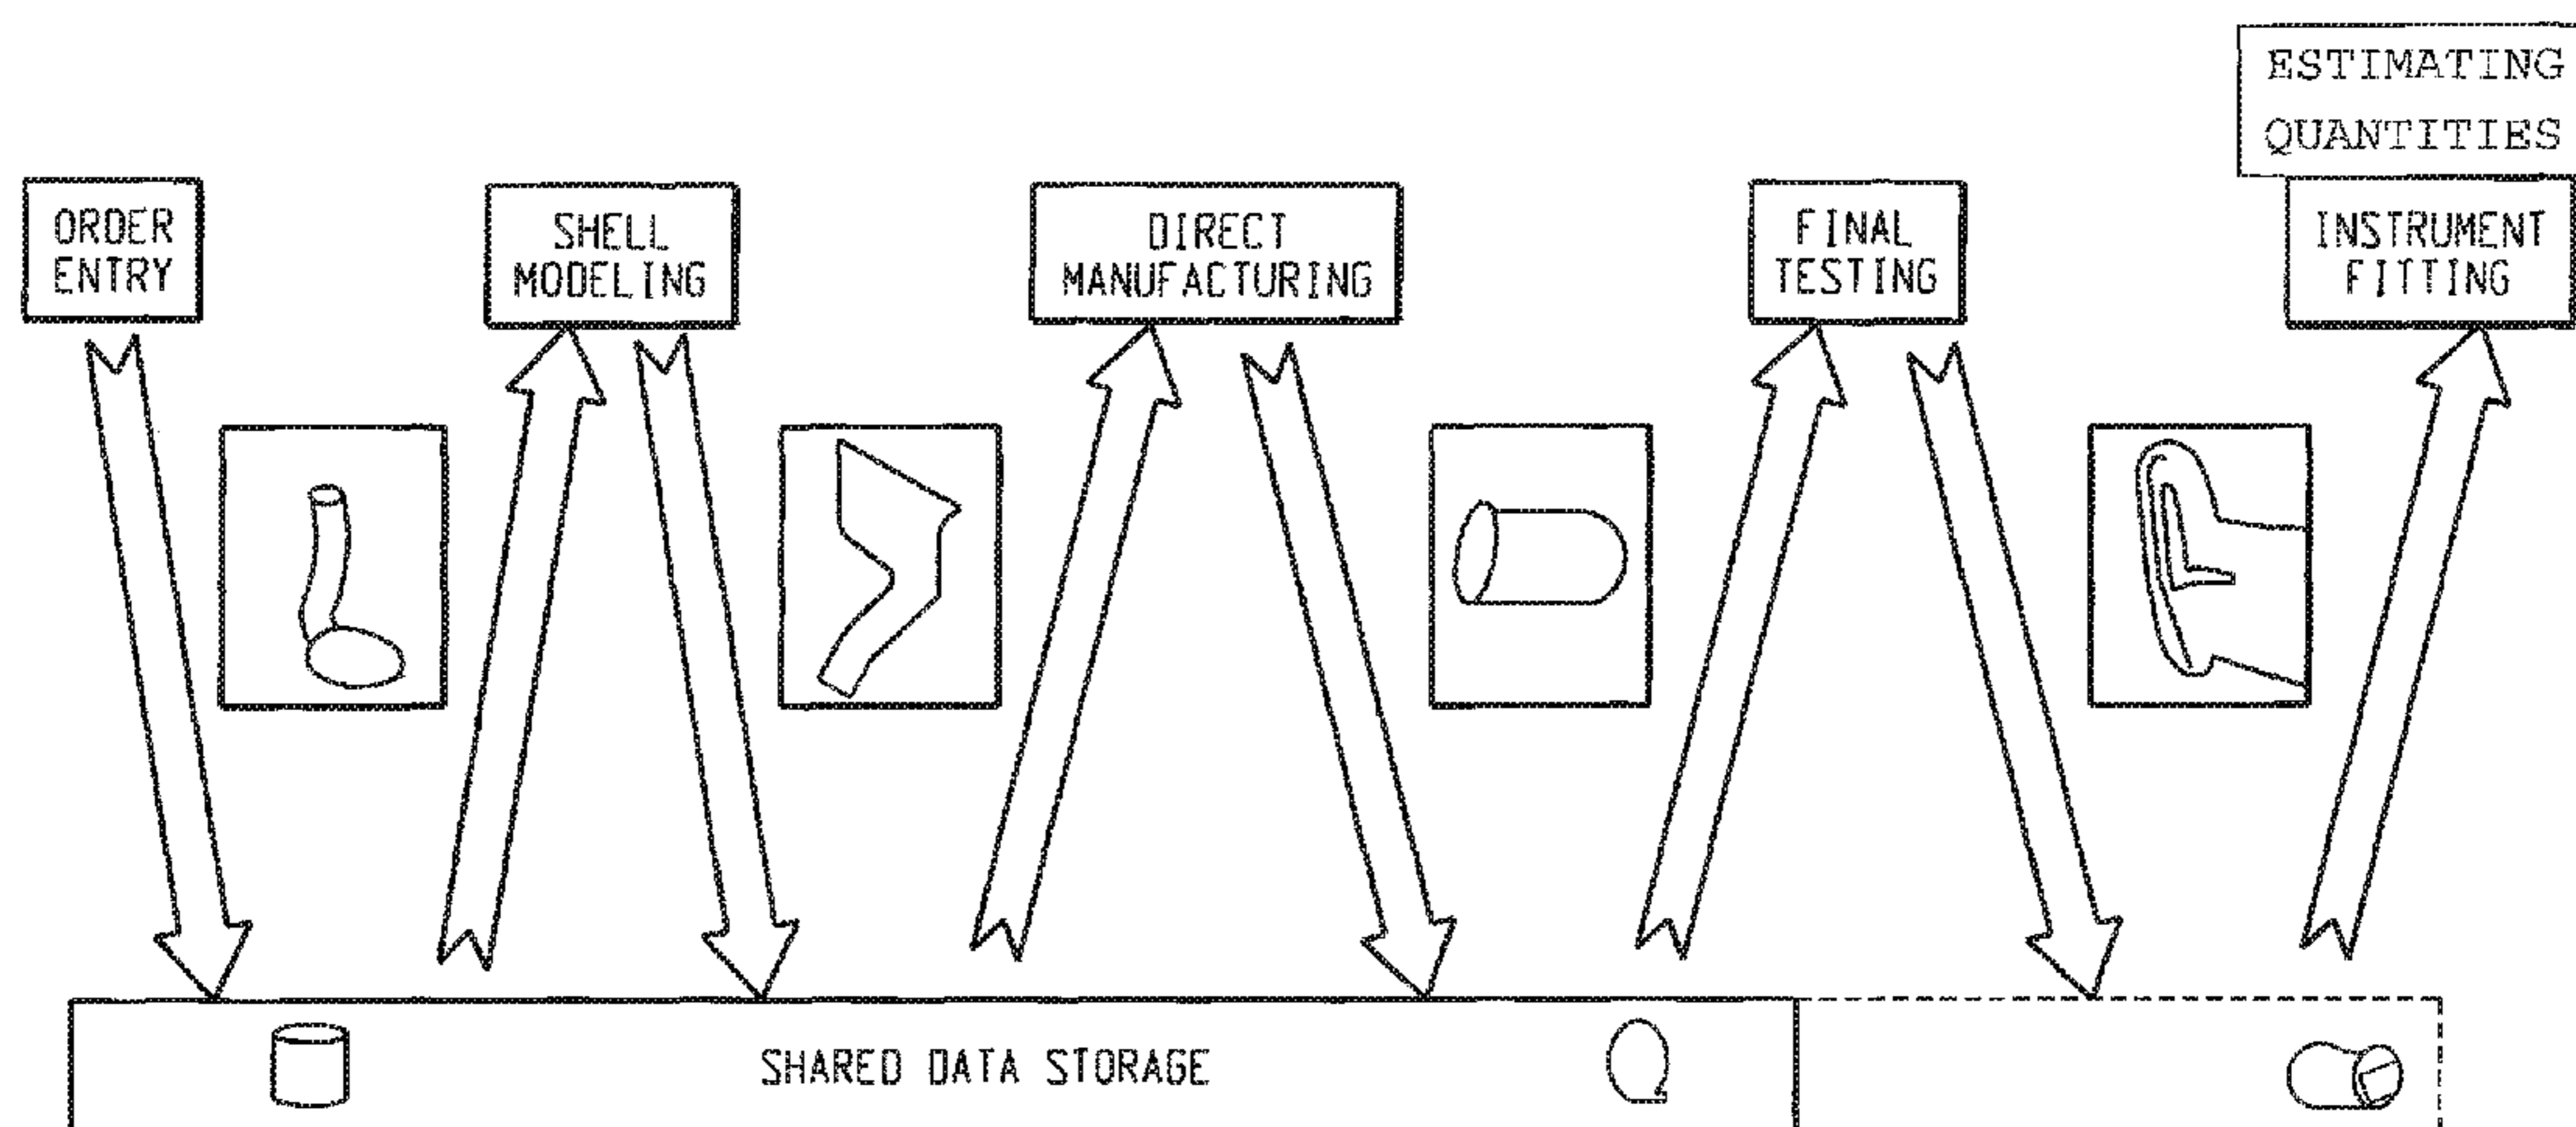 ESTIMATING
QUANTITIES
ORDER
ENTRY
SHELL
MODELING
DIRECT
MANUFACTURING
FINAL
TESTING
INSTRUMENT
FITTING
SHARED DATA STORAGE